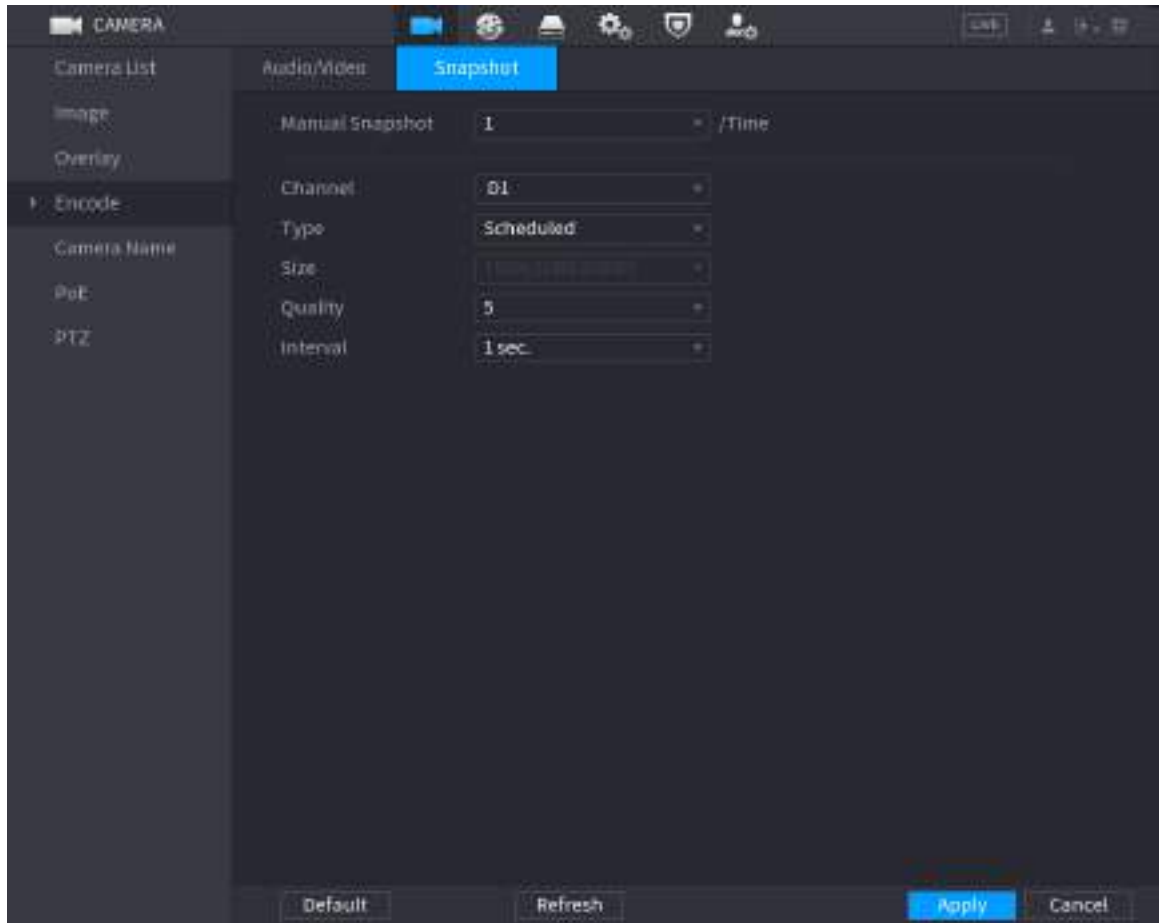 CAMERA
LIVE
Camera List
Image
Overlay
Encode
Camera Name
PoE
PTZ
Audio/Video
Snapshot
Manual Snapshot 1 /Time
Channel D1
Type Scheduled
Size
Quality 5
Interval 1 sec.
Default Refresh Apply Cancel